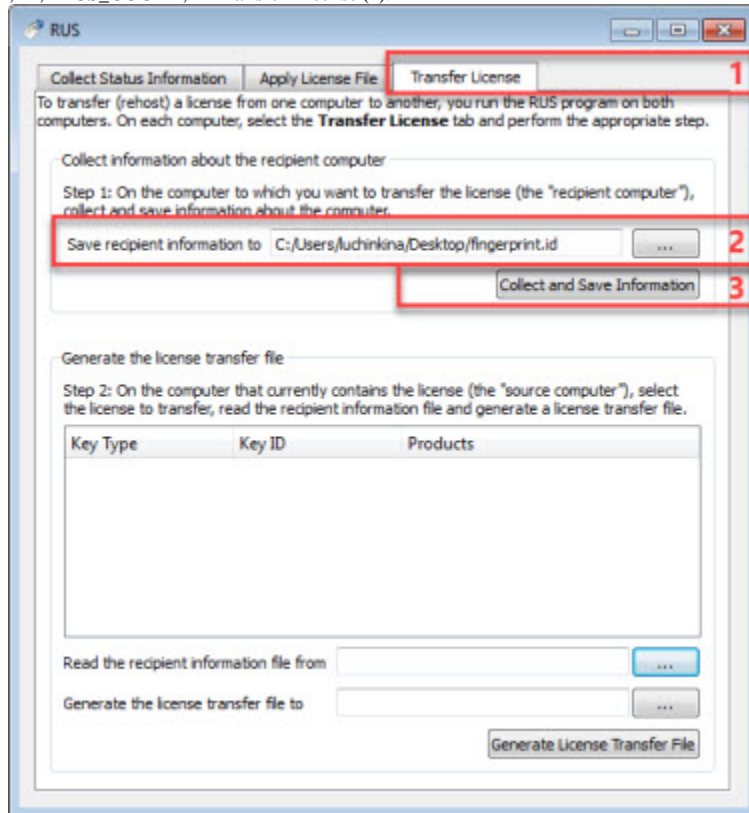 RUS
Collect Status Information Apply License File Transfer License 1
To transfer (rehost) a license from one computer to another, you run the RUS program on both
computers. On each computer, select the Transfer License tab and perform the appropriate step.
Collect information about the recipient computer
Step 1: On the computer to which you want to transfer the license (the "recipient computer"),
collect and save information about the computer.
Save recipient information to C:/Users/luchinkina/Desktop/fingerprint.id ... 2
Collect and Save Information 3
Generate the license transfer file
Step 2: On the computer that currently contains the license (the "source computer"), select
the license to transfer, read the recipient information file and generate a license transfer file.
Key Type Key ID Products
Read the recipient information file from ...
Generate the license transfer file to ...
Generate License Transfer File